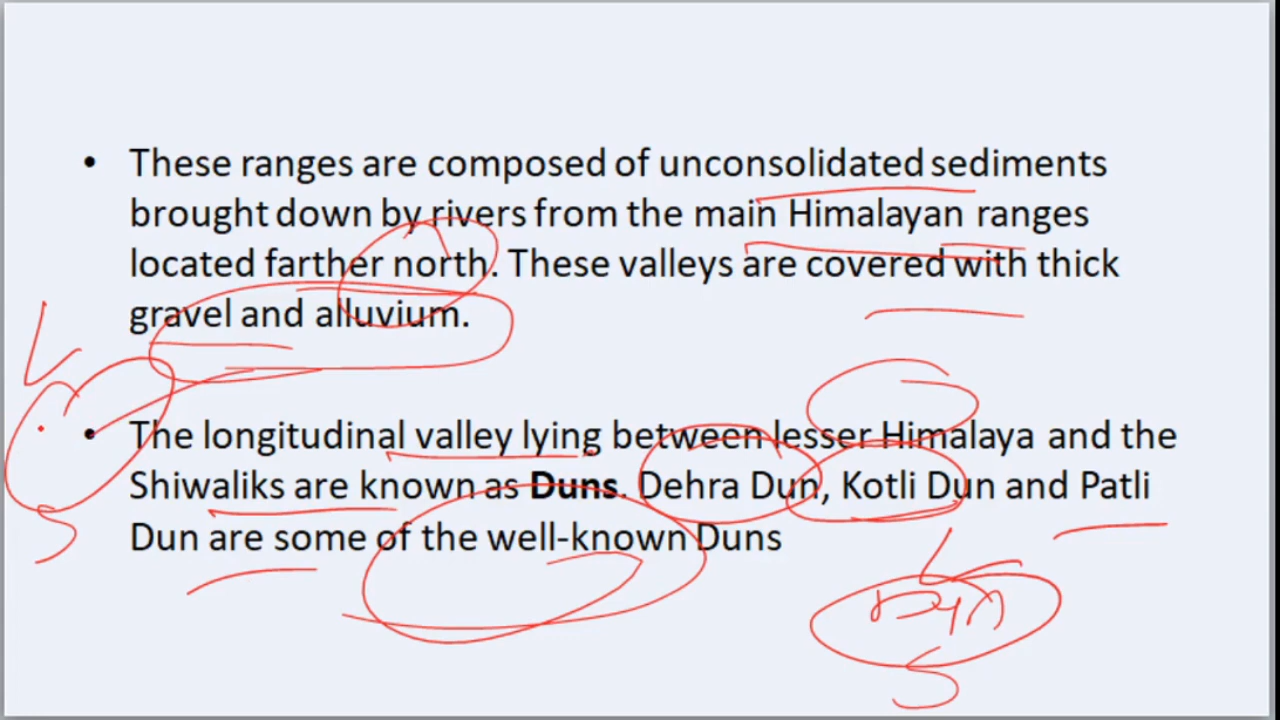 • These ranges are composed of unconsolidated sediments
brought down by rivers from the main Himalayan ranges
located farther north. These valleys are covered with thick
gravel and alluvium.
L
• The longitudinal valley lying between lesser Himalaya and the
Shiwaliks are known as Duns. Dehra Dun, Kotli Dun and Patli
S
Dun are some of the well-known Duns
L
Dun
S